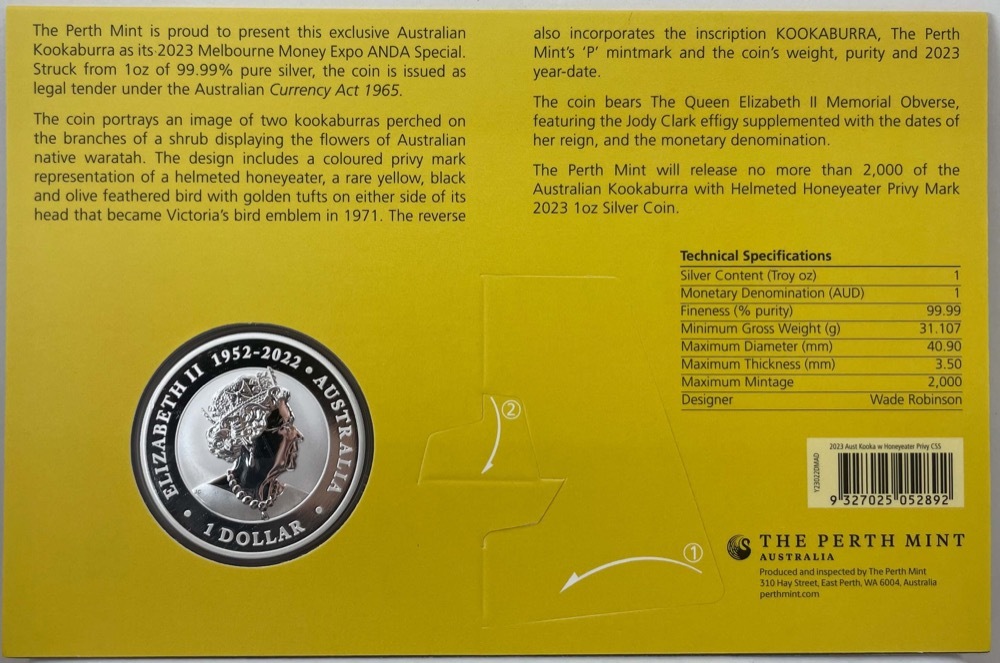 The Perth Mint is proud to present this exclusive Australian
Kookaburra as its 2023 Melbourne Money Expo ANDA Special.
Struck from 1oz of 99.99% pure silver, the coin is issued as
legal tender under the Australian Currency Act 1965.
The coin portrays an image of two kookaburras perched on
the branches of a shrub displaying the flowers of Australian
native waratah. The design includes a coloured privy mark
representation of a helmeted honeyeater, a rare yellow, black
and olive feathered bird with golden tufts on either side of its
head that became Victoria's bird emblem in 1971. The reverse
also incorporates the inscription KOOKABURRA, The Perth
Mint's 'P' mintmark and the coin's weight, purity and 2023
year-date.
The coin bears The Queen Elizabeth II Memorial Obverse,
featuring the Jody Clark effigy supplemented with the dates of
her reign, and the monetary denomination.
The Perth Mint will release no more than 2,000 of the
Australian Kookaburra with Helmeted Honeyeater Privy Mark
2023 1oz Silver Coin.
Technical Specifications
Silver Content (Troy oz) 1
Monetary Denomination (AUD) 1
Fineness (% purity) 99.99
Minimum Gross Weight (g) 31.107
Maximum Diameter (mm) 40.90
Maximum Thickness (mm) 3.50
Maximum Mintage 2,000
Designer Wade Robinson
ELIZABETH II 1952-2022 • AUSTRALIA
• 1 DOLLAR •
②
①
2023 Aust Kooka w Honeyeater Privy CS5
Y23022DMAD
9 327025 052892
THE PERTH MINT
AUSTRALIA
Produced and inspected by The Perth Mint
310 Hay Street, East Perth, WA 6004, Australia
perthmint.com